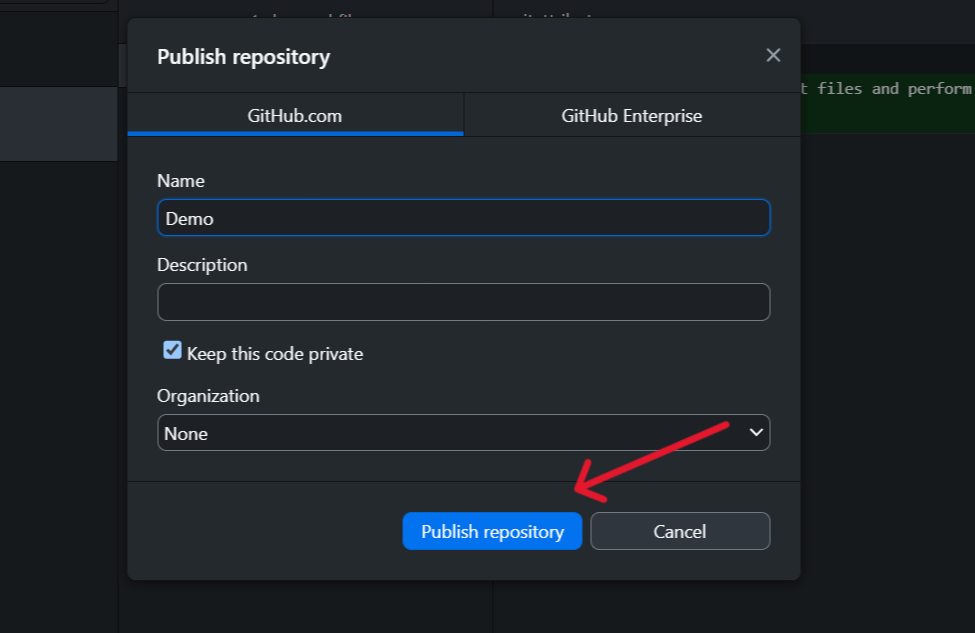 Publish repository
GitHub.com
GitHub Enterprise
t files and perform
Name
Demo
Description
Keep this code private
Organization
None
Publish repository
Cancel